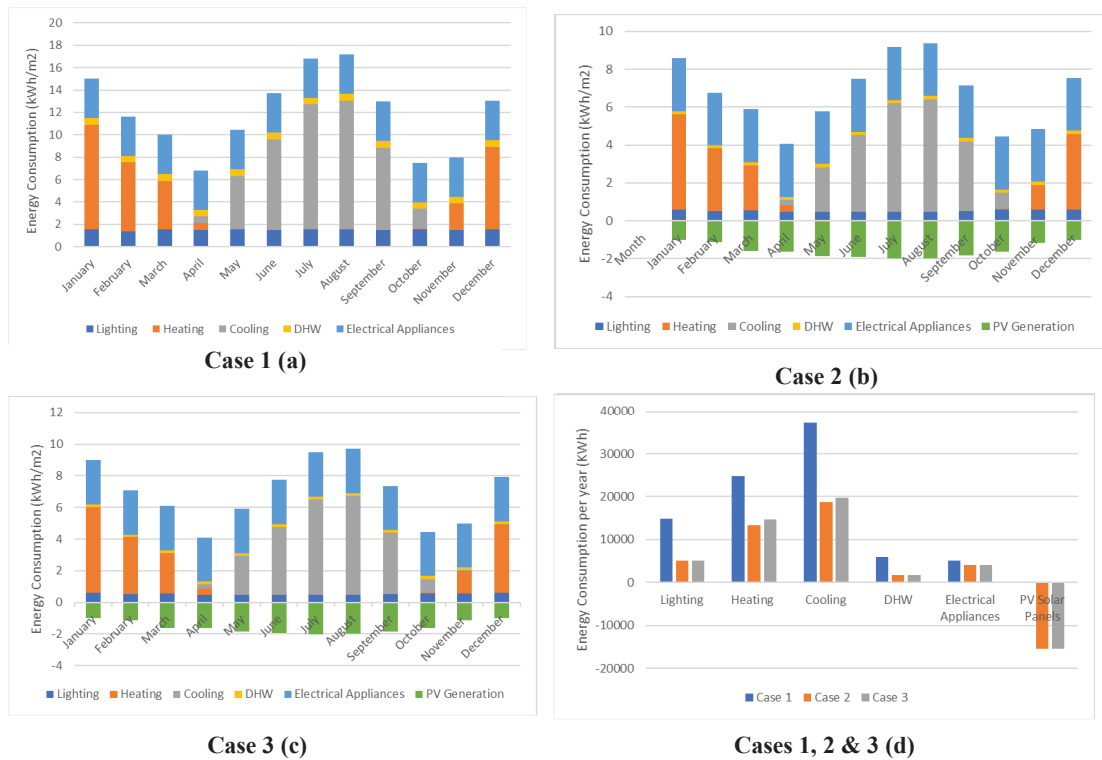 Energy Consumption (kWh/m2)
20
18
16
14
12
10
8
6
4
2
0
January
February
March
April
May
June
July
August
September
October
November
December
Lighting Heating Cooling DHW Electrical Appliances
Case 1 (a)
Energy Consumption (kWh/m2)
10
8
6
4
2
0
-2
-4
Month
January
February
March
April
May
June
July
August
September
October
November
December
Lighting Heating Cooling DHW Electrical Appliances PV Generation
Case 2 (b)
Energy Consumption (kWh/m2)
12
10
8
6
4
2
0
-2
-4
January
February
March
April
May
June
July
August
September
October
November
December
Lighting Heating Cooling DHW Electrical Appliances PV Generation
Case 3 (c)
Energy Consumption per year (KWh)
40000
30000
20000
10000
0
-10000
-20000
Lighting
Heating
Cooling
DHW
Electrical
Appliances
PV Solar
Panels
Case 1 Case 2 Case 3
Cases 1, 2 & 3 (d)